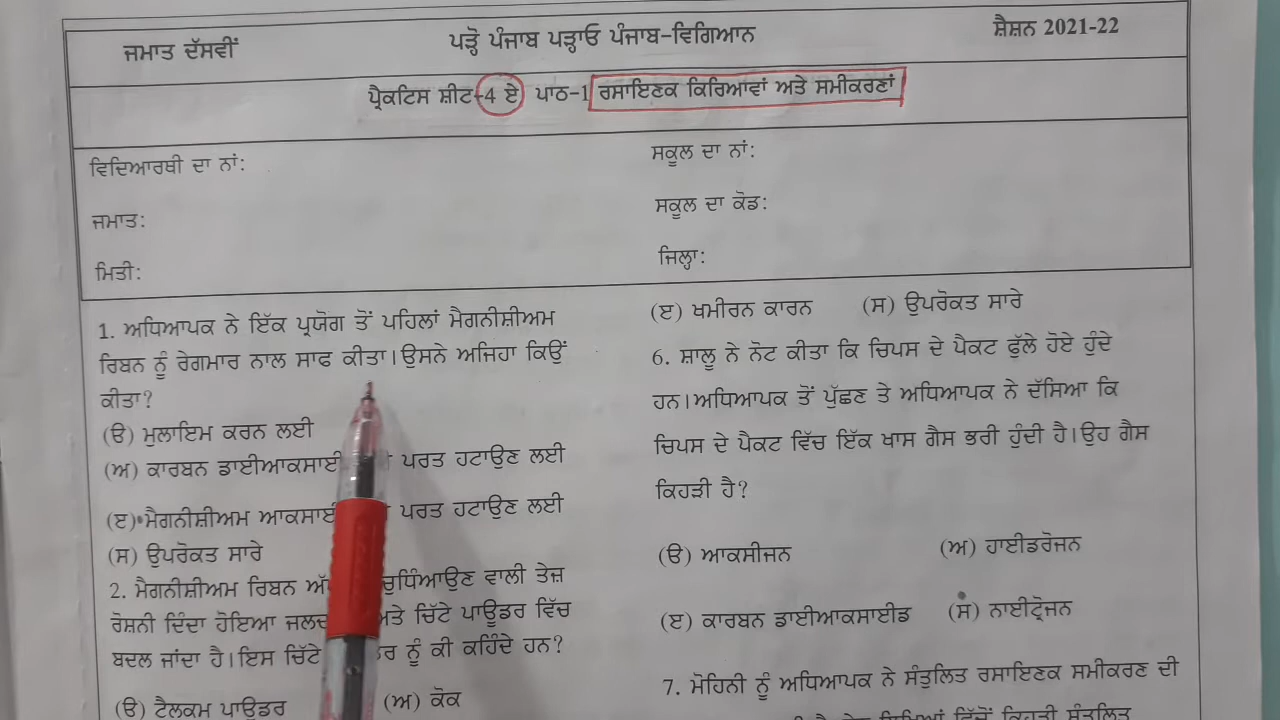 ਜਮਾਤ ਦੱਸਵੀਂ
ਪੜ੍ਹੋ ਪੰਜਾਬ ਪੜ੍ਹਾਓ ਪੰਜਾਬ-ਵਿਗਿਆਨ
ਸ਼ੈਸ਼ਨ 2021-22
ਪ੍ਰੈਕਟਿਸ ਸ਼ੀਟ-4 ਏ ਪਾਠ-1 ਰਸਾਇਣਕ ਕਿਰਿਆਵਾਂ ਅਤੇ ਸਮੀਕਰਣਾਂ
ਵਿਦਿਆਰਥੀ ਦਾ ਨਾਂ:
ਜਮਾਤ:
ਮਿਤੀ:
ਸਕੂਲ ਦਾ ਨਾਂ:
ਸਕੂਲ ਦਾ ਕੋਡ:
ਜਿਲ੍ਹਾ:
1. ਅਧਿਆਪਕ ਨੇ ਇੱਕ ਪ੍ਰਯੋਗ ਤੋਂ ਪਹਿਲਾਂ ਮੈਗਨੀਸ਼ੀਅਮ
ਰਿਬਨ ਨੂੰ ਰੇਗਮਾਰ ਨਾਲ ਸਾਫ ਕੀਤਾ।ਉਸਨੇ ਅਜਿਹਾ ਕਿਉਂ
ਕੀਤਾ?
(ੳ) ਮੁਲਾਇਮ ਕਰਨ ਲਈ
(ਅ) ਕਾਰਬਨ ਪਰਤ ਹਟਾਉਣ ਲਈ
(ੲ) ਮੈਗਨੀਸ਼ੀਅਮ ਪਰਤ ਹਟਾਉਣ ਲਈ
(ਸ) ਉਪਰੋਕਤ ਸਾਰੇ
2. ਮੈਗਨੀਸ਼ੀਅਮ ਰਿਬਨ ਵਾਲੀ ਤੇਜ਼
ਰੋਸ਼ਨੀ ਦਿੰਦਾ ਹੋਇਆ ਅਤੇ ਚਿੱਟੇ ਪਾਊਡਰ ਵਿੱਚ
ਬਦਲ ਜਾਂਦਾ ਹੈ।ਇਸ ਚਿੱਟੇ ਨੂੰ ਕੀ ਕਹਿੰਦੇ ਹਨ?
(ੳ) ਟੈਲਕਮ ਪਾਊਡਰ (ਅ) ਕੋਕ
(ੲ) ਖਮੀਰਨ ਕਾਰਨ (ਸ) ਉਪਰੋਕਤ ਸਾਰੇ
6. ਸ਼ਾਲੂ ਨੇ ਨੋਟ ਕੀਤਾ ਕਿ ਚਿਪਸ ਦੇ ਪੈਕਟ ਫੁੱਲੇ ਹੋਏ ਹੁੰਦੇ
ਹਨ।ਅਧਿਆਪਕ ਤੋਂ ਪੁੱਛਣ ਤੇ ਅਧਿਆਪਕ ਨੇ ਦੱਸਿਆ ਕਿ
ਚਿਪਸ ਦੇ ਪੈਕਟ ਵਿੱਚ ਇੱਕ ਖਾਸ ਗੈਸ ਭਰੀ ਹੁੰਦੀ ਹੈ।ਉਹ ਗੈਸ
ਕਿਹੜੀ ਹੈ?
(ੳ) ਆਕਸੀਜਨ (ਅ) ਹਾਈਡਰੋਜਨ
(ੲ) ਕਾਰਬਨ ਡਾਈਆਕਸਾਈਡ (ਸ) ਨਾਈਟ੍ਰੋਜਨ
7. ਮੋਹਿਨੀ ਨੂੰ ਅਧਿਆਪਕ ਨੇ ਸੰਤੁਲਿਤ ਰਸਾਇਣਕ ਸਮੀਕਰਣ ਦੀ